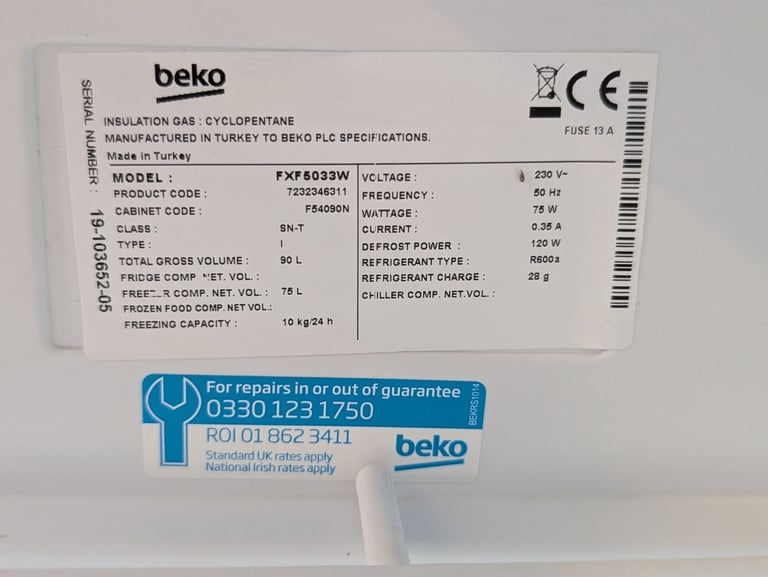 beko
INSULATION GAS : CYCLOPENTANE
MANUFACTURED IN TURKEY TO BEKO PLC SPECIFICATIONS.
Made in Turkey
CE
FUSE 13 A
SERIAL NUMBER : 19-103652-05
MODEL : FXF5033W
PRODUCT CODE : 7232346311
CABINET CODE : F54090N
CLASS : SN-T
TYPE : I
TOTAL GROSS VOLUME : 90 L
FRIDGE COMP NET. VOL. :
FREEZER COMP. NET. VOL. : 75 L
FROZEN FOOD COMP. NET VOL.:
FREEZING CAPACITY : 10 kg/24 h
VOLTAGE : 230 V~
FREQUENCY : 50 Hz
WATTAGE : 75 W
CURRENT : 0.35 A
DEFROST POWER : 120 W
REFRIGERANT TYPE : R600a
REFRIGERANT CHARGE : 28 g
CHILLER COMP. NET.VOL. :
For repairs in or out of guarantee
0330 123 1750
ROI 01 862 3411
Standard UK rates apply
National Irish rates apply
beko
BEKRS1014